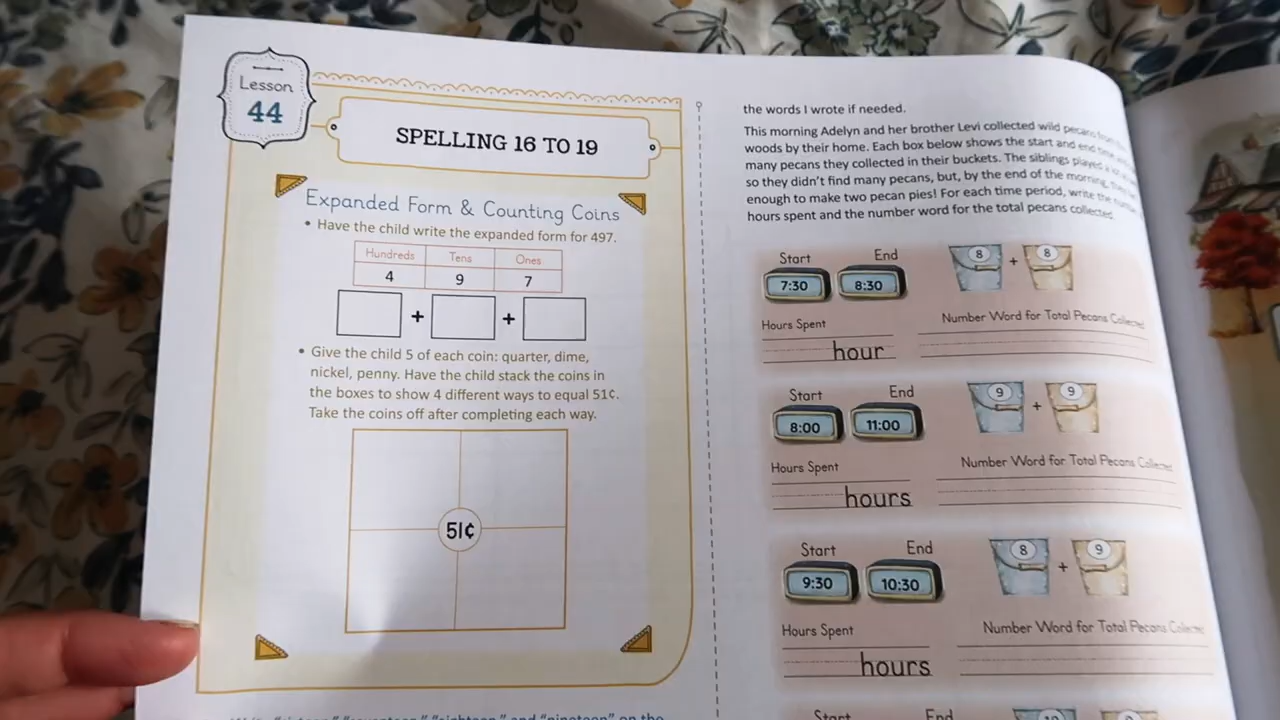 Lesson
44
SPELLING 16 TO 19
Expanded Form & Counting Coins
• Have the child write the expanded form for 497.
Hundreds Tens Ones
4 9 7
+ +
• Give the child 5 of each coin: quarter, dime,
nickel, penny. Have the child stack the coins in
the boxes to show 4 different ways to equal 51¢.
Take the coins off after completing each way.
51¢
the words I wrote if needed.
This morning Adelyn and her brother Levi collected wild pecans from
woods by their home. Each box below shows the start and end time
many pecans they collected in their buckets. The siblings played a
so they didn't find many pecans, but, by the end of the morning,
enough to make two pecan pies! For each time period, write the
hours spent and the number word for the total pecans collected.
Start End
7:30 8:30 8 + 8
Hours Spent Number Word for Total Pecans Collected
hour
Start End
8:00 11:00 9 + 9
Hours Spent Number Word for Total Pecans Collected
hours
Start End
9:30 10:30 8 + 9
Hours Spent Number Word for Total Pecans Collected
hours
Start End